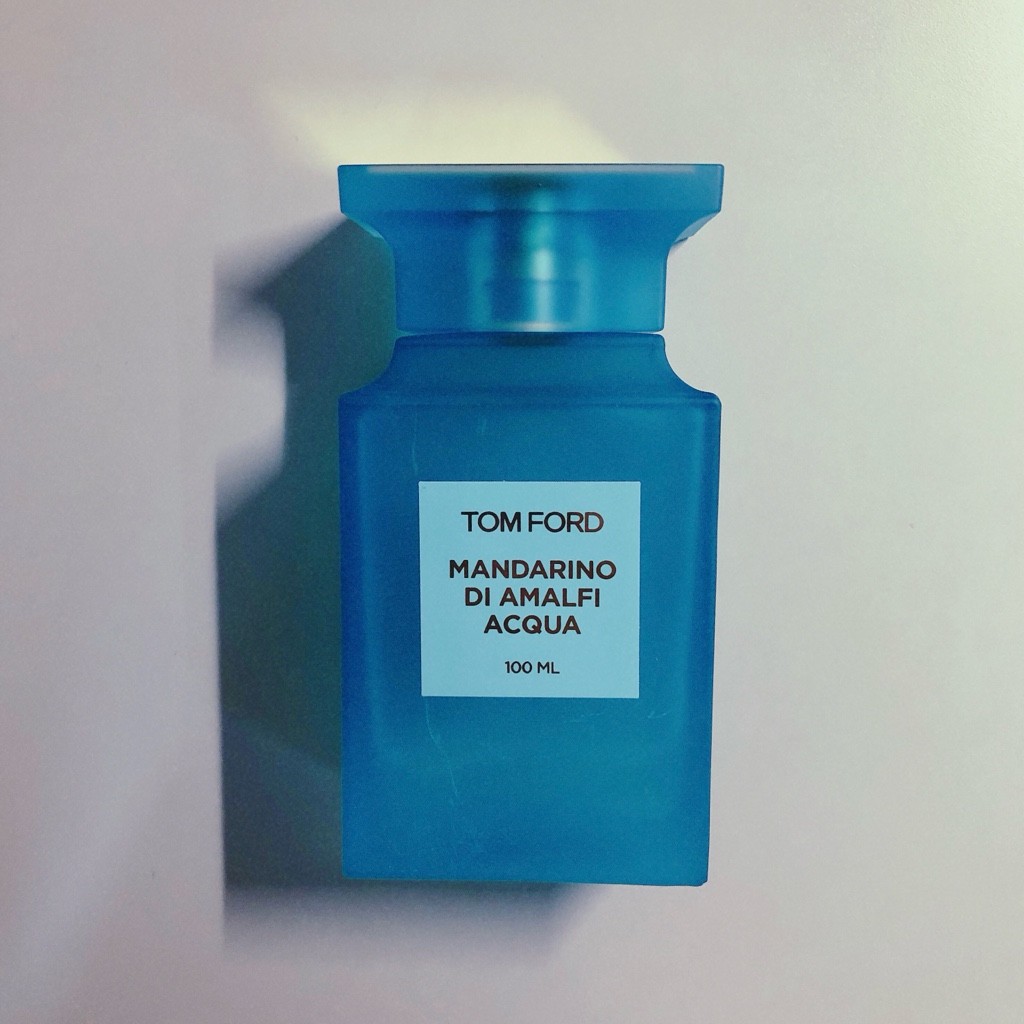 TOM FORD
MANDARINO
DI AMALFI
ACQUA
100 ML